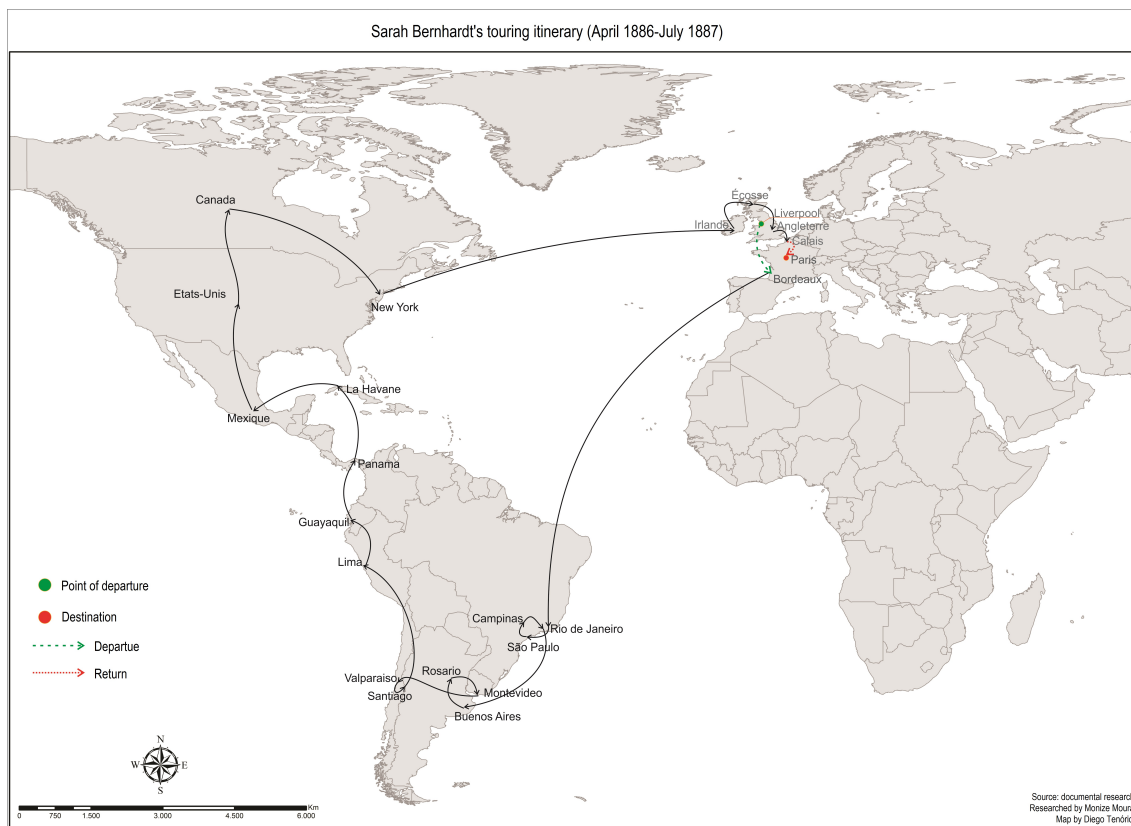 Sarah Bernhardt's touring itinerary (April 1886-July 1887)
Canada
Écosse
Liverpool
Irlande
Angleterre
Calais
Paris
Bordeaux
Etats-Unis
New York
La Havane
Mexique
Panama
Guayaquil
Lima
Campinas
Rio de Janeiro
São Paulo
Rosario
Valparaiso
Santiago
Montevideo
Buenos Aires
Point of departure
Destination
Departue
Return
N
W
E
S
Km
0 750 1.500 3.000 4.500 6.000
Source: documental research
Researched by Monize Moura
Map by Diego Tenório